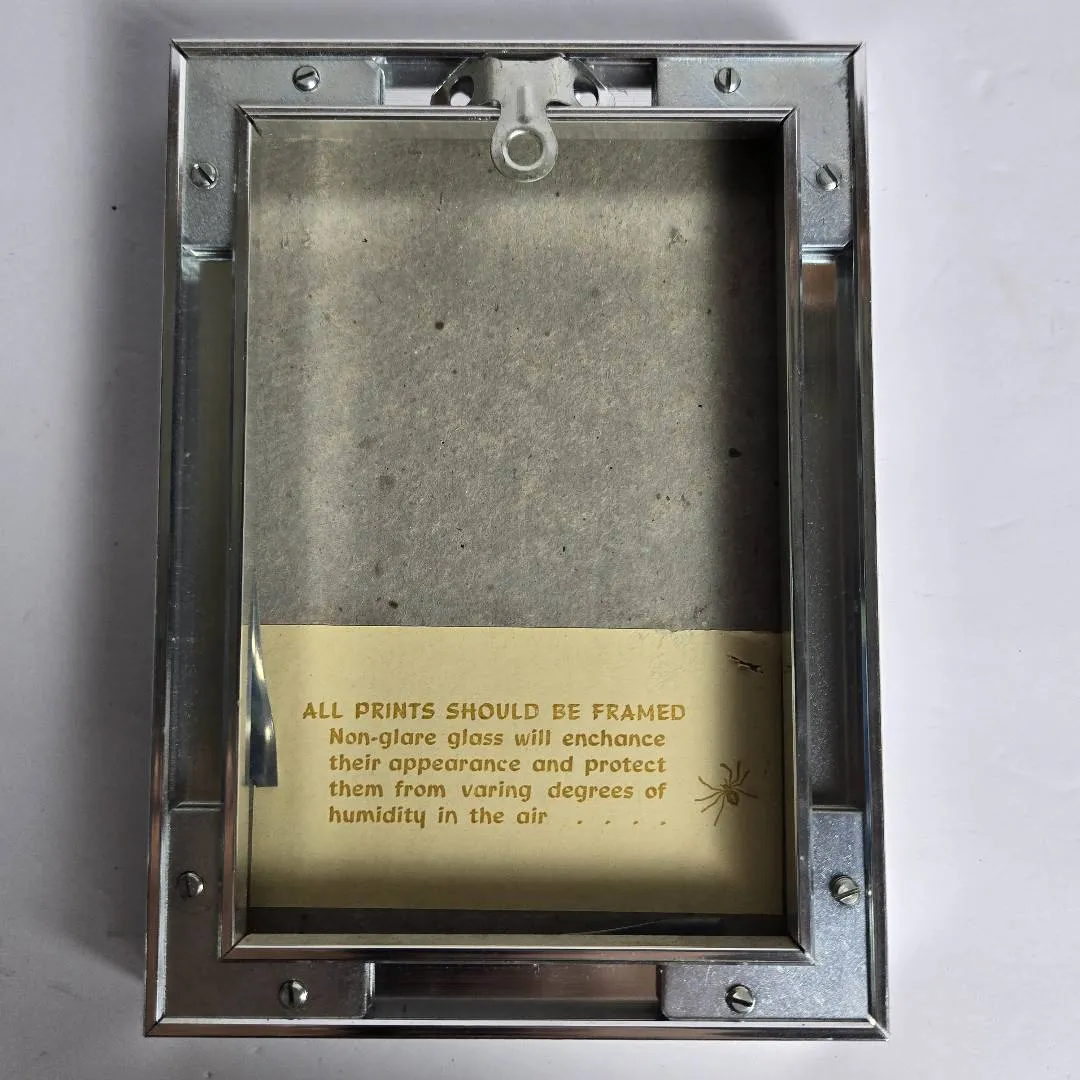 ALL PRINTS SHOULD BE FRAMED
Non-glare glass will enchance
their appearance and protect
them from varing degrees of
humidity in the air . . . .